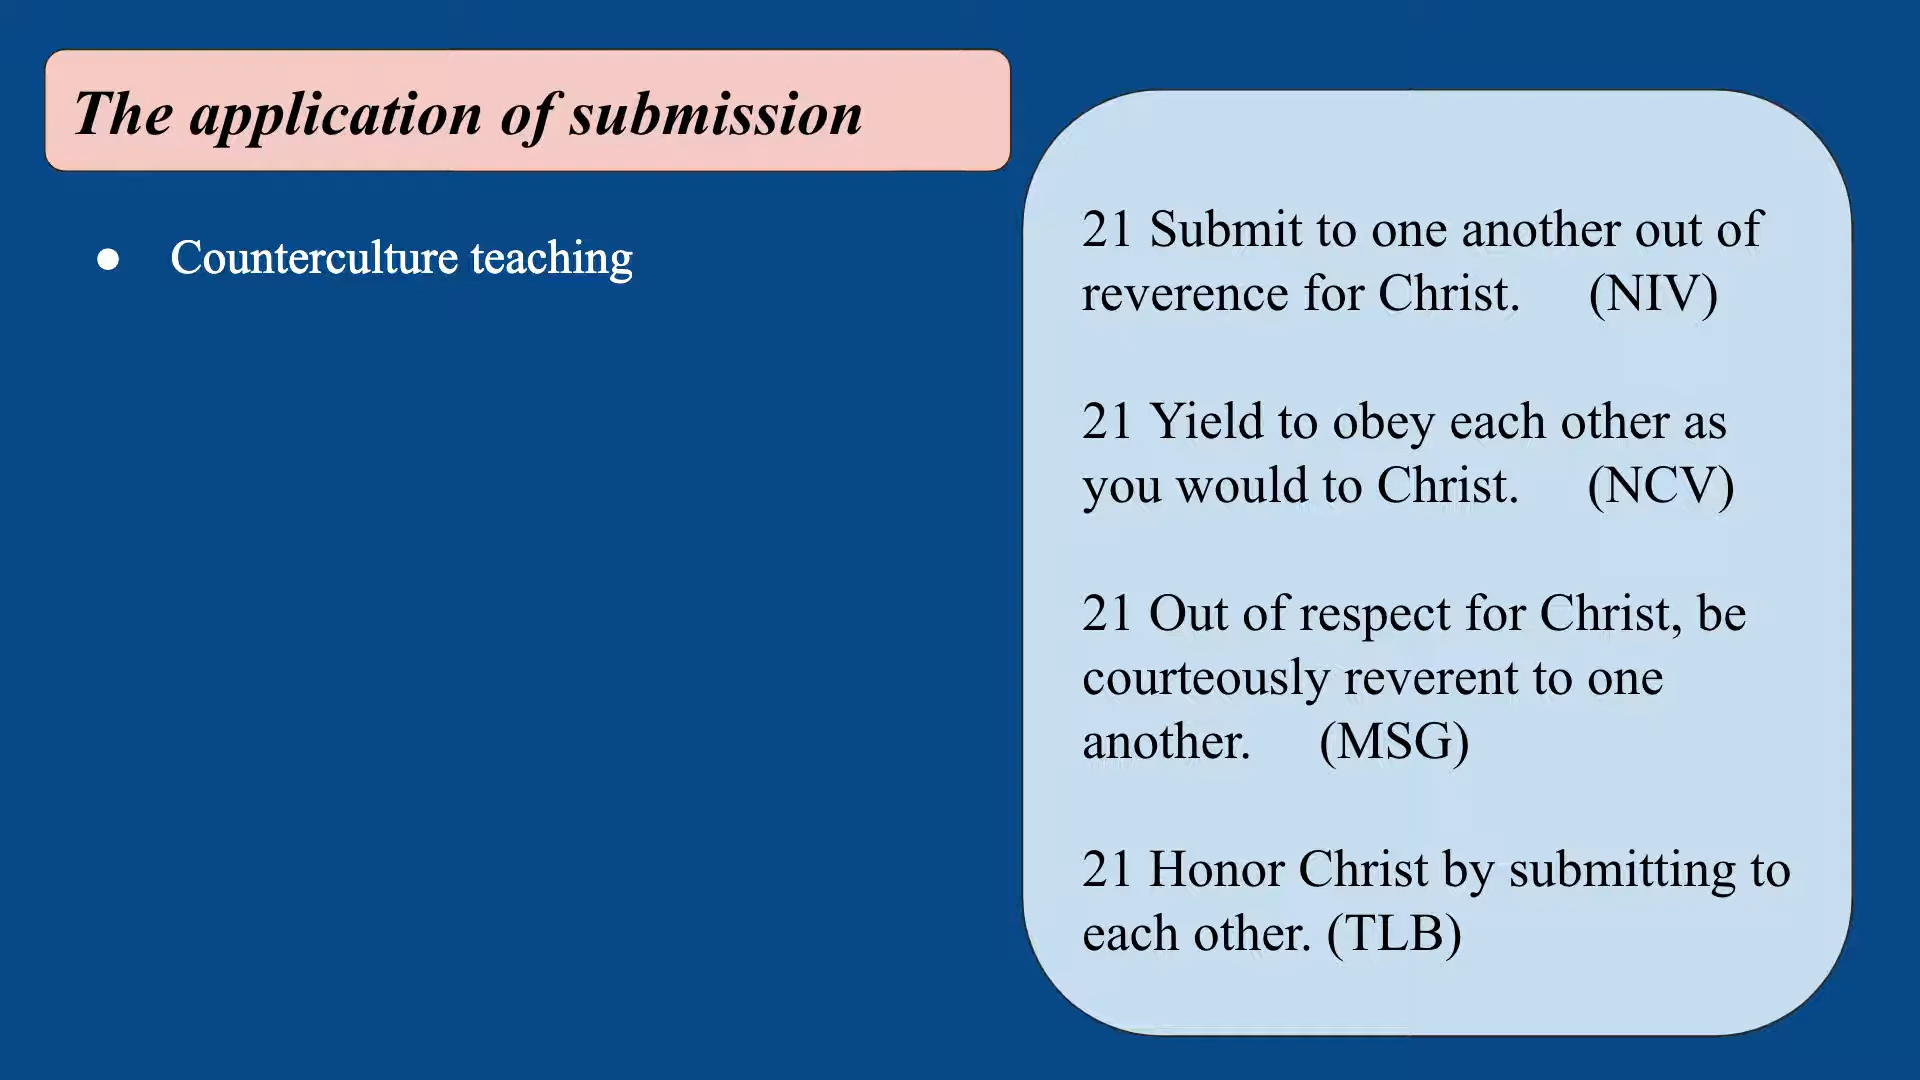 The application of submission
● Counterculture teaching
21 Submit to one another out of
reverence for Christ. (NIV)
21 Yield to obey each other as
you would to Christ. (NCV)
21 Out of respect for Christ, be
courteously reverent to one
another. (MSG)
21 Honor Christ by submitting to
each other. (TLB)